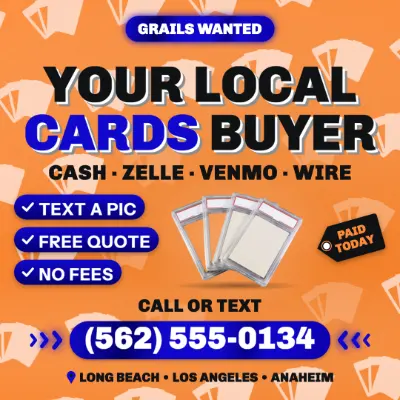 GRAILS WANTED
YOUR LOCAL
CARDS BUYER
CASH · ZELLE · VENMO · WIRE
TEXT A PIC
FREE QUOTE
NO FEES
PAID
TODAY
CALL OR TEXT
(562) 555-0134
LONG BEACH • LOS ANGELES • ANAHEIM